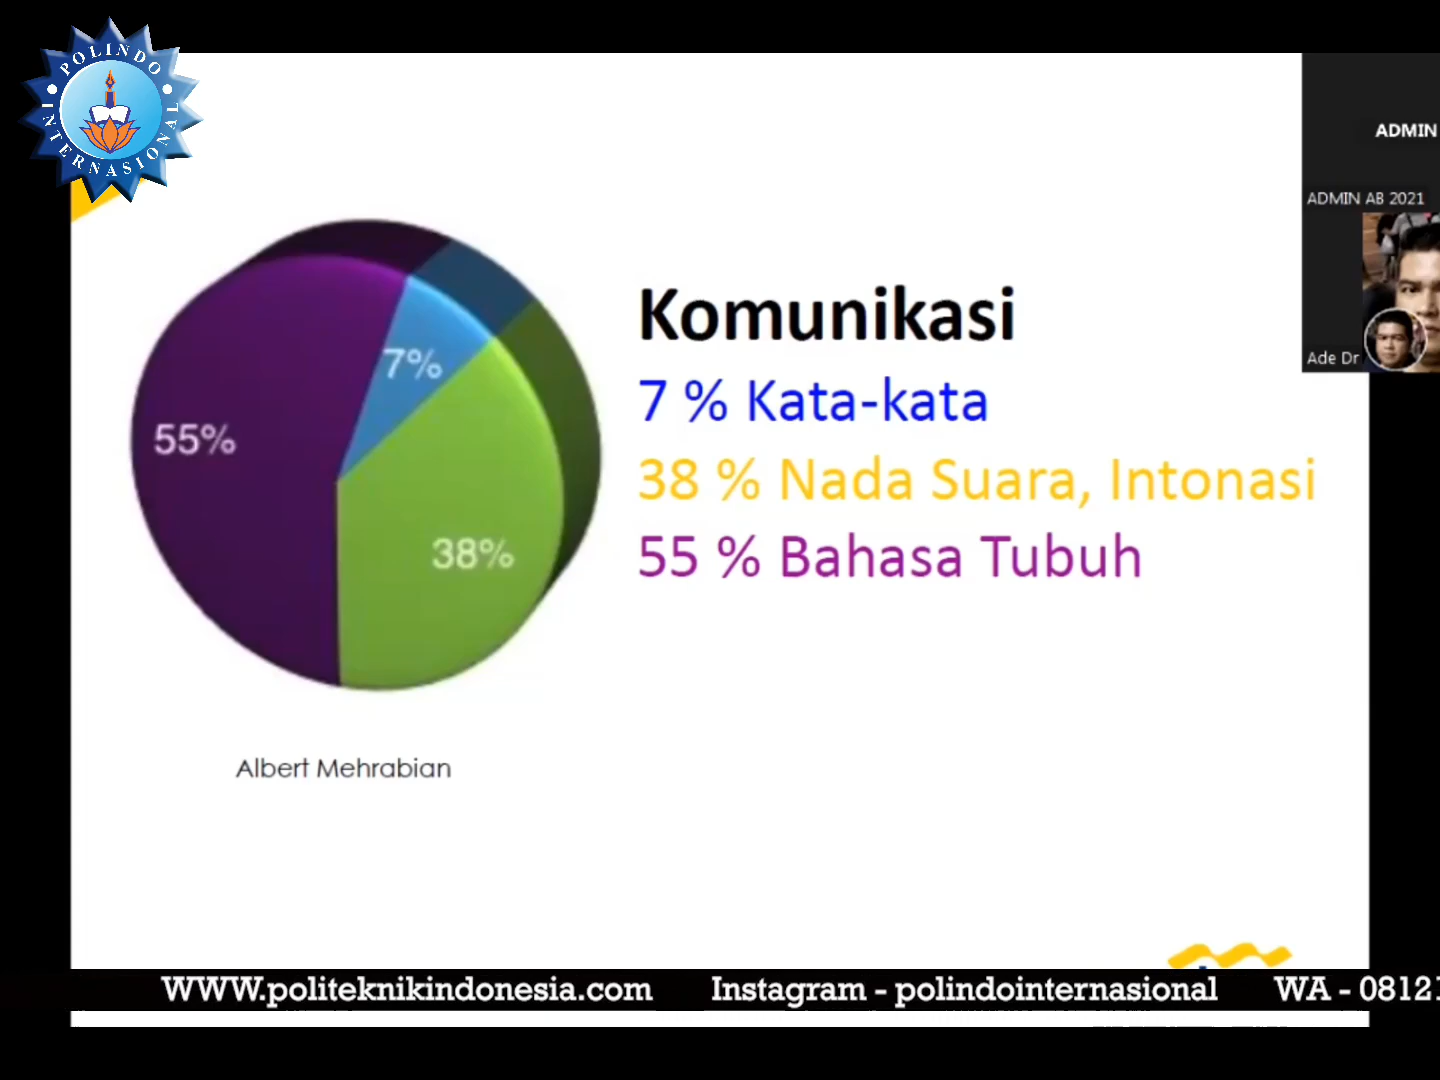 POLINDO
INTERNASIONAL
ADMIN
ADMIN AB 2021
Ade Dr
7%
55%
38%
Komunikasi
7 % Kata-kata
38 % Nada Suara, Intonasi
55 % Bahasa Tubuh
Albert Mehrabian
WWW.politeknikindonesia.com Instagram - polindointernasional WA - 0812